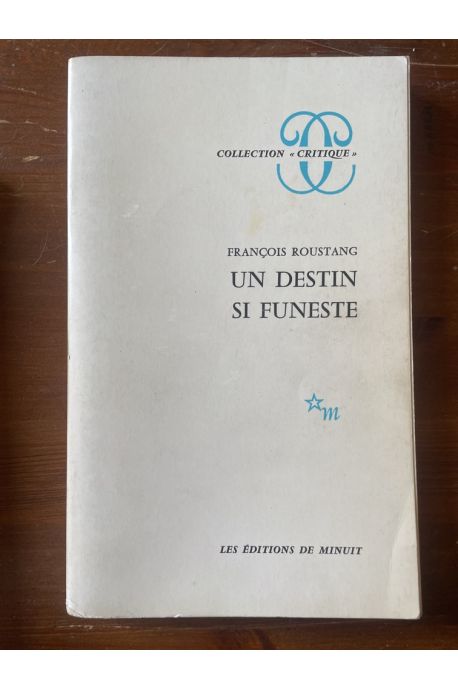 COLLECTION « CRITIQUE »
FRANÇOIS ROUSTANG
UN DESTIN
SI FUNESTE
m
LES ÉDITIONS DE MINUIT